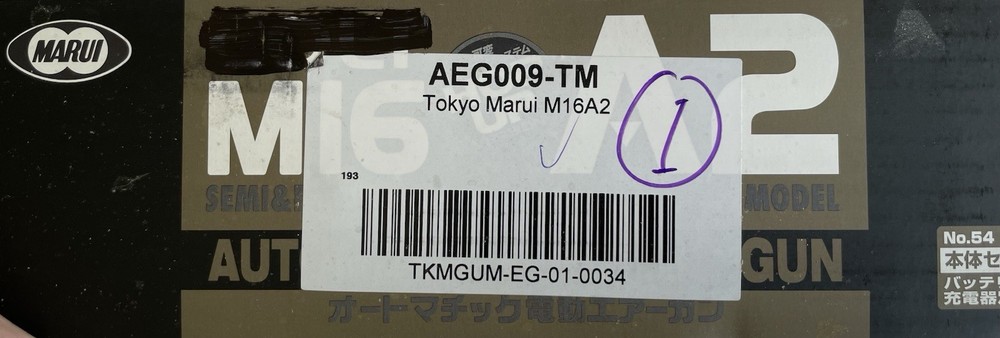 MARUI
AEG009-TM
Tokyo Marui M16A2
1
193
TKMGUM-EG-01-0034
M16 A2
SEMI& MODEL
AUT GUN
オートマチック電動エアーガン
No.54
本体セ
バッテ
充電器